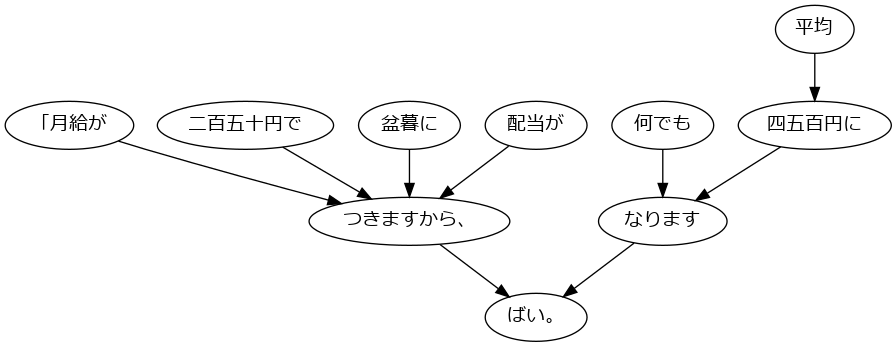 平均
「月給が 二百五十円で 盆暮に 配当が 何でも 四五百円に
つきますから、 なります
ばい。